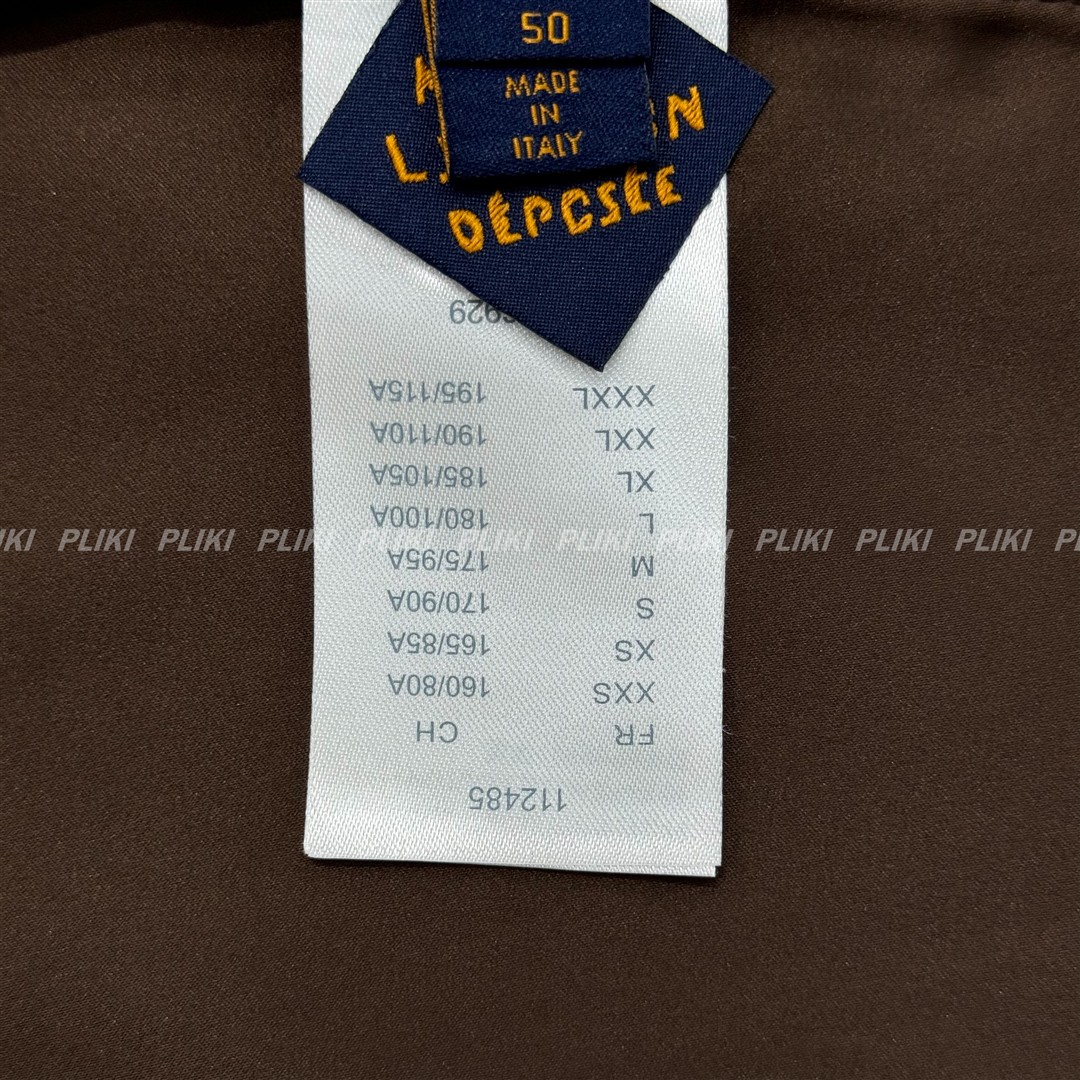 50
MADE
IN
ITALY
DÉPOSÉE
112485
FR CH
XXS 160/80A
XS 165/85A
S 170/90A
M 175/95A
L 180/100A
XL 185/105A
XXL 190/110A
XXXL 195/115A
PLIKI PLIKI PLIKI PLIKI PLIKI PLIKI PLIKI PLIKI PLIKI